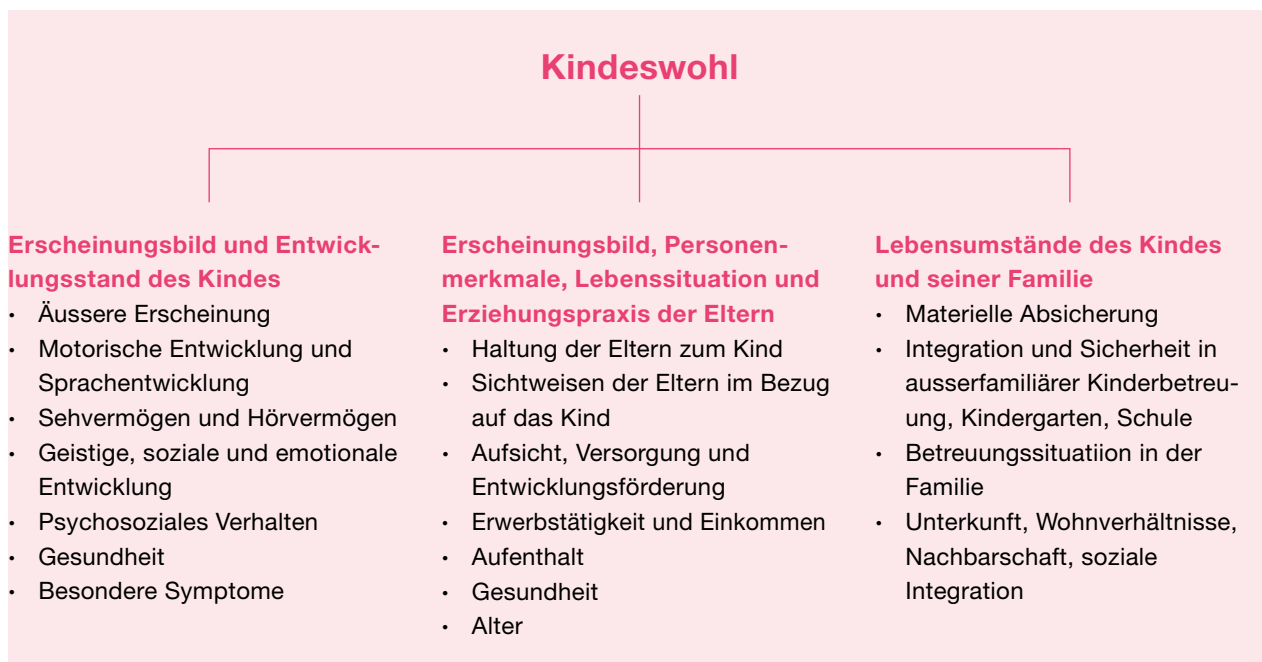 Kindeswohl
Erscheinungsbild und Entwick-
lungsstand des Kindes
• Äussere Erscheinung
• Motorische Entwicklung und
Sprachentwicklung
• Sehvermögen und Hörvermögen
• Geistige, soziale und emotionale
Entwicklung
• Psychosoziales Verhalten
• Gesundheit
• Besondere Symptome
Erscheinungsbild, Personen-
merkmale, Lebenssituation und
Erziehungspraxis der Eltern
• Haltung der Eltern zum Kind
• Sichtweisen der Eltern im Bezug
auf das Kind
• Aufsicht, Versorgung und
Entwicklungsförderung
• Erwerbstätigkeit und Einkommen
• Aufenthalt
• Gesundheit
• Alter
Lebensumstände des Kindes
und seiner Familie
• Materielle Absicherung
• Integration und Sicherheit in
ausserfamiliärer Kinderbetreu-
ung, Kindergarten, Schule
• Betreuungssituatiion in der
Familie
• Unterkunft, Wohnverhältnisse,
Nachbarschaft, soziale
Integration